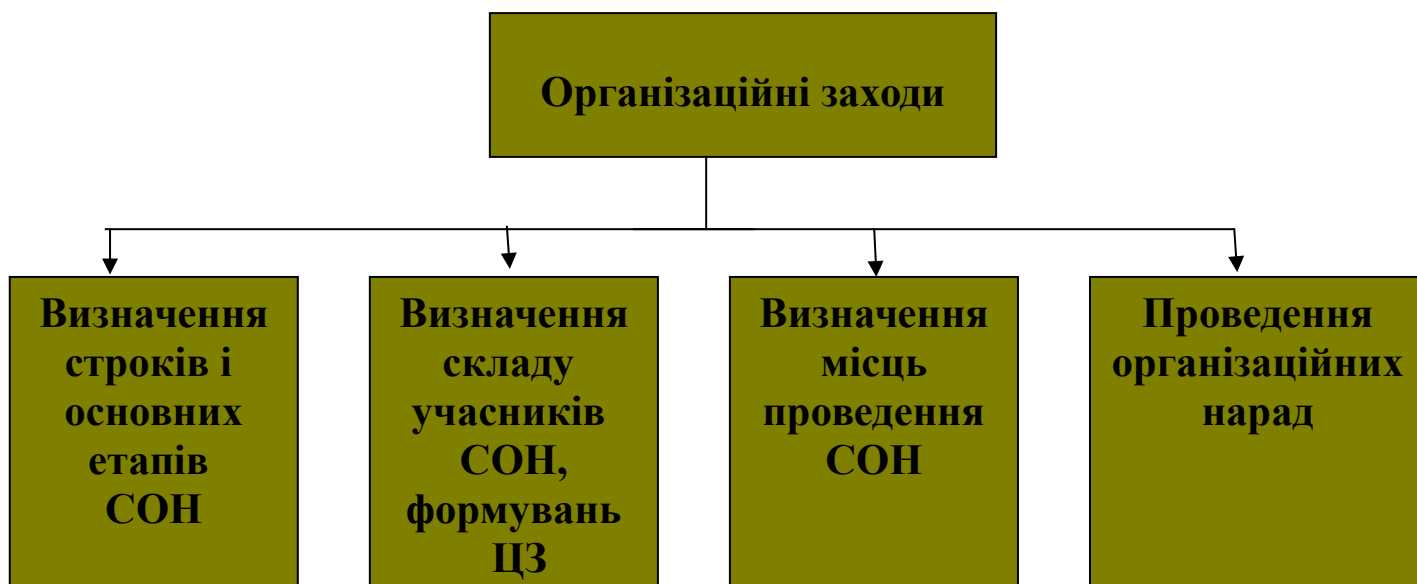 Організаційні заходи
Визначення
строків і
основних
етапів
СОН
Визначення
складу
учасників
СОН,
формувань
ЦЗ
Визначення
місць
проведення
СОН
Проведення
організаційних
нарад